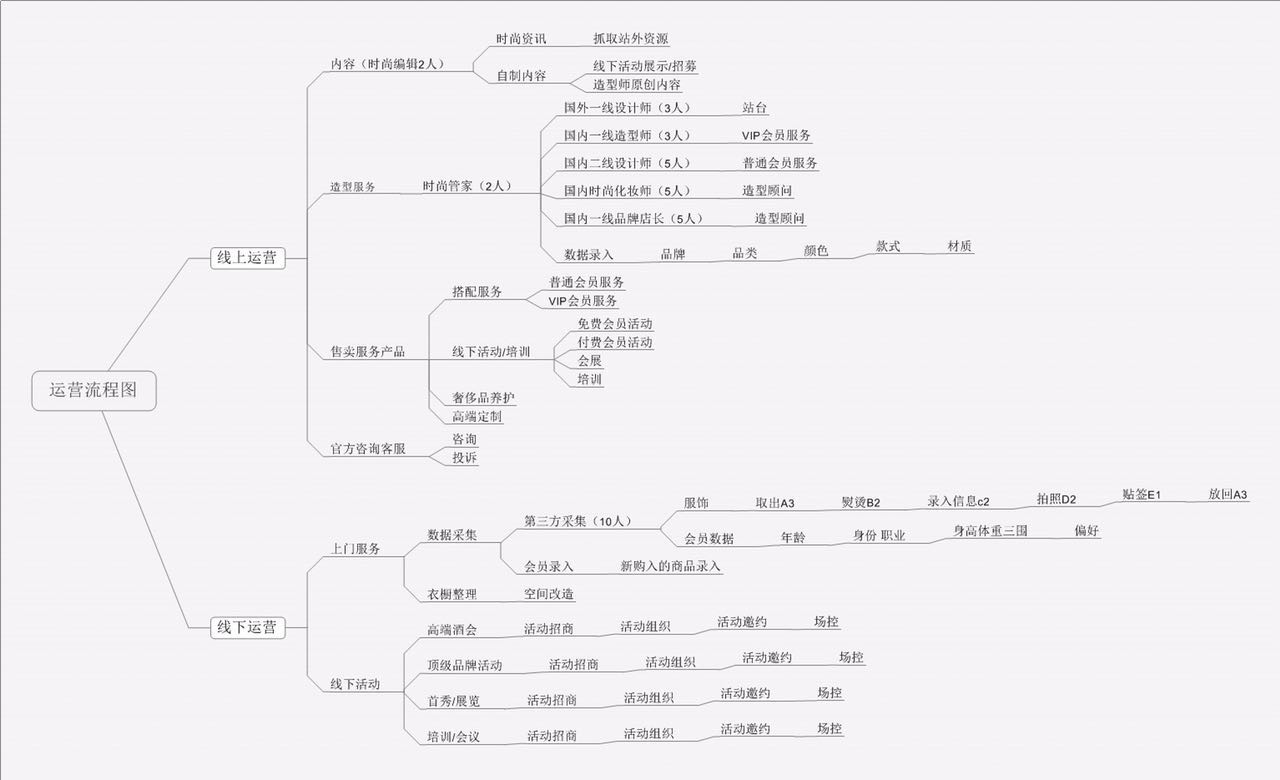 运营流程图
线上运营
内容（时尚编辑2人）
时尚资讯 抓取站外资源
自制内容
线下活动展示/招募
造型师原创内容
造型服务 时尚管家（2人）
国外一线设计师（3人） 站台
国内一线造型师（3人） VIP会员服务
国内二线设计师（5人） 普通会员服务
国内时尚化妆师（5人） 造型顾问
国内一线品牌店长（5人） 造型顾问
数据录入 品牌 品类 颜色 款式 材质
售卖服务产品
搭配服务
普通会员服务
VIP会员服务
线下活动/培训
免费会员活动
付费会员活动
会展
培训
奢侈品养护
高端定制
官方咨询客服
咨询
投诉
线下运营
上门服务
数据采集
第三方采集（10人）
服饰 取出A3 熨烫B2 录入信息c2 拍照D2 贴签E1 放回A3
会员数据 年龄 身份 职业 身高体重三围 偏好
会员录入 新购入的商品录入
衣橱整理 空间改造
线下活动
高端酒会 活动招商 活动组织 活动邀约 场控
顶级品牌活动 活动招商 活动组织 活动邀约 场控
首秀/展览 活动招商 活动组织 活动邀约 场控
培训/会议 活动招商 活动组织 活动邀约 场控